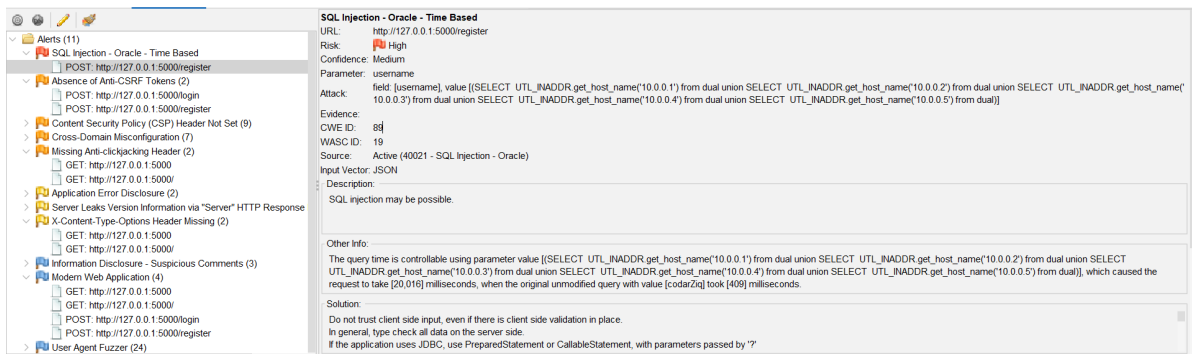 Alerts (11)
SQL Injection - Oracle - Time Based
POST: http://127.0.0.1:5000/register
Absence of Anti-CSRF Tokens (2)
POST: http://127.0.0.1:5000/login
POST: http://127.0.0.1:5000/register
Content Security Policy (CSP) Header Not Set (9)
Cross-Domain Misconfiguration (7)
Missing Anti-clickjacking Header (2)
GET: http://127.0.0.1:5000
GET: http://127.0.0.1:5000/
Application Error Disclosure (2)
Server Leaks Version Information via "Server" HTTP Response
X-Content-Type-Options Header Missing (2)
GET: http://127.0.0.1:5000
GET: http://127.0.0.1:5000/
Information Disclosure - Suspicious Comments (3)
Modern Web Application (4)
GET: http://127.0.0.1:5000
GET: http://127.0.0.1:5000/
POST: http://127.0.0.1:5000/login
POST: http://127.0.0.1:5000/register
User Agent Fuzzer (24)
SQL Injection - Oracle - Time Based
URL: http://127.0.0.1:5000/register
Risk: High
Confidence: Medium
Parameter: username
Attack: field: [username], value [(SELECT UTL_INADDR.get_host_name('10.0.0.1') from dual union SELECT UTL_INADDR.get_host_name('10.0.0.2') from dual union SELECT UTL_INADDR.get_host_name('
10.0.0.3') from dual union SELECT UTL_INADDR.get_host_name('10.0.0.4') from dual union SELECT UTL_INADDR.get_host_name('10.0.0.5') from dual)]
Evidence:
CWE ID: 89
WASC ID: 19
Source: Active (40021 - SQL Injection - Oracle)
Input Vector: JSON
Description:
SQL injection may be possible.
Other Info:
The query time is controllable using parameter value [(SELECT UTL_INADDR.get_host_name('10.0.0.1') from dual union SELECT UTL_INADDR.get_host_name('10.0.0.2') from dual union SELECT
UTL_INADDR.get_host_name('10.0.0.3') from dual union SELECT UTL_INADDR.get_host_name('10.0.0.4') from dual union SELECT UTL_INADDR.get_host_name('10.0.0.5') from dual)], which caused the
request to take [20,016] milliseconds, when the original unmodified query with value [codarZiq] took [409] milliseconds.
Solution:
Do not trust client side input, even if there is client side validation in place.
In general, type check all data on the server side.
If the application uses JDBC, use PreparedStatement or CallableStatement, with parameters passed by '?'